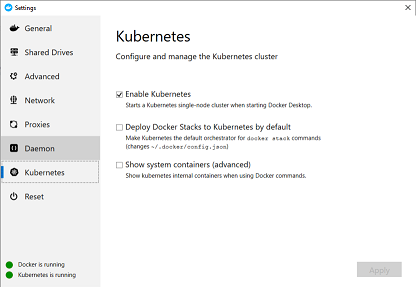 Settings
General
Shared Drives
Advanced
Network
Proxies
Daemon
Kubernetes
Reset
Docker is running
Kubernetes is running
Kubernetes
Configure and manage the Kubernetes cluster
Enable Kubernetes
Starts a Kubernetes single-node cluster when starting Docker Desktop.
Deploy Docker Stacks to Kubernetes by default
Make Kubernetes the default orchestrator for docker stack commands
(changes ~/.docker/config.json)
Show system containers (advanced)
Show kubernetes internal containers when using Docker commands.
Apply